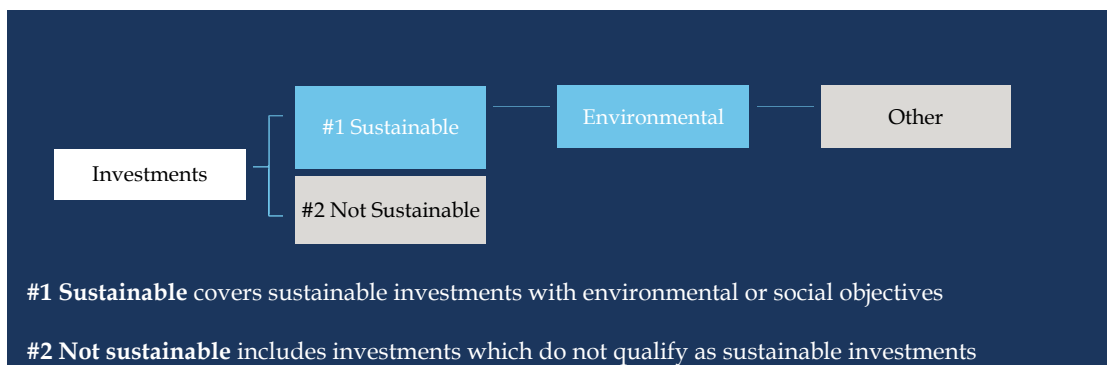 #1 Sustainable
Environmental
Other
Investments
#2 Not Sustainable
#1 Sustainable covers sustainable investments with environmental or social objectives
#2 Not sustainable includes investments which do not qualify as sustainable investments